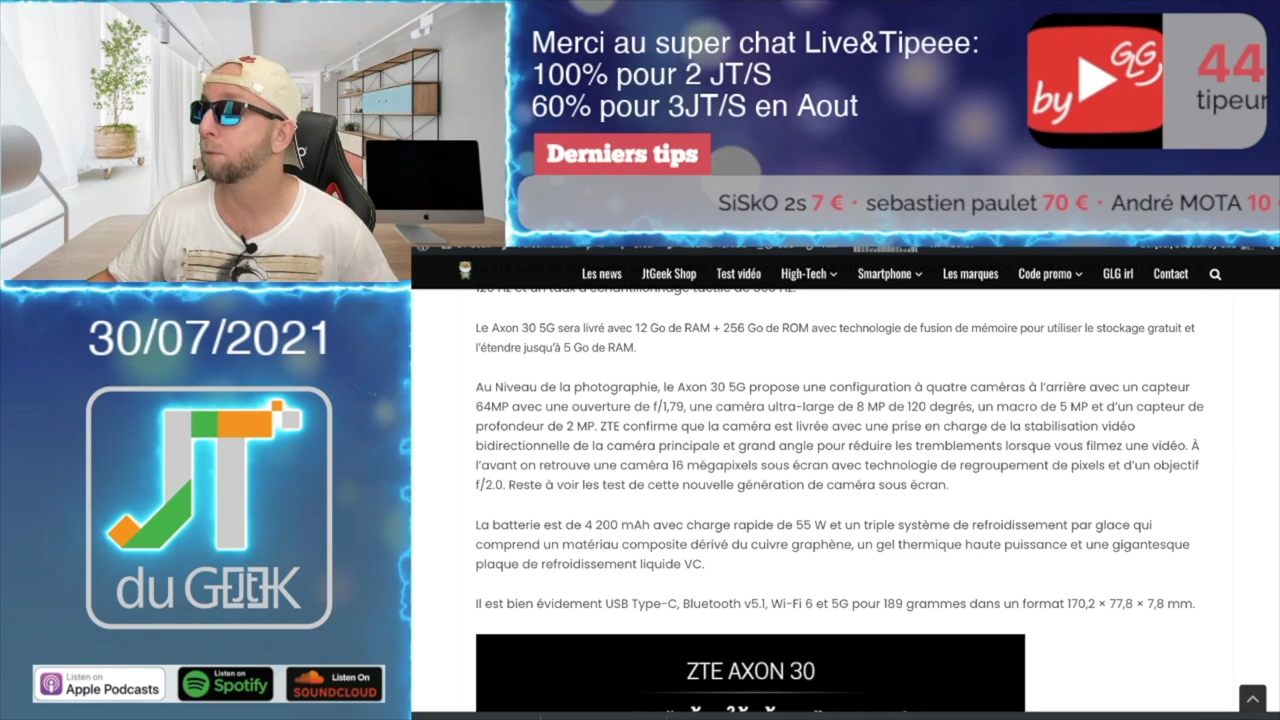 Merci au super chat Live&Tipeee:
100% pour 2 JT/S
60% pour 3JT/S en Aout
by GLG
44
tipeur
Derniers tips
SiSkO 2s 7 € · sebastien paulet 70 € · André MOTA 10
Les news JtGeek Shop Test vidéo High-Tech Smartphone Les marques Code promo GLG irl Contact
120 Hz et un taux d'échantillonnage tactile de 360 Hz.
Le Axon 30 5G sera livré avec 12 Go de RAM + 256 Go de ROM avec technologie de fusion de mémoire pour utiliser le stockage gratuit et
l'étendre jusqu'à 5 Go de RAM.
Au Niveau de la photographie, le Axon 30 5G propose une configuration à quatre caméras à l'arrière avec un capteur
64MP avec une ouverture de f/1,79, une caméra ultra-large de 8 MP de 120 degrés, un macro de 5 MP et d'un capteur de
profondeur de 2 MP. ZTE confirme que la caméra est livrée avec une prise en charge de la stabilisation vidéo
bidirectionnelle de la caméra principale et grand angle pour réduire les tremblements lorsque vous filmez une vidéo. À
l'avant on retrouve une caméra 16 mégapixels sous écran avec technologie de regroupement de pixels et d'un objectif
f/2.0. Reste à voir les test de cette nouvelle génération de caméra sous écran.
La batterie est de 4 200 mAh avec charge rapide de 55 W et un triple système de refroidissement par glace qui
comprend un matériau composite dérivé du cuivre graphène, un gel thermique haute puissance et une gigantesque
plaque de refroidissement liquide VC.
Il est bien évidement USB Type-C, Bluetooth v5.1, Wi-Fi 6 et 5G pour 189 grammes dans un format 170,2 × 77,8 × 7,8 mm.
ZTE AXON 30
30/07/2021
JT
du GEEK
Listen on
Apple Podcasts
Listen on
Spotify
Listen On
SOUNDCLOUD